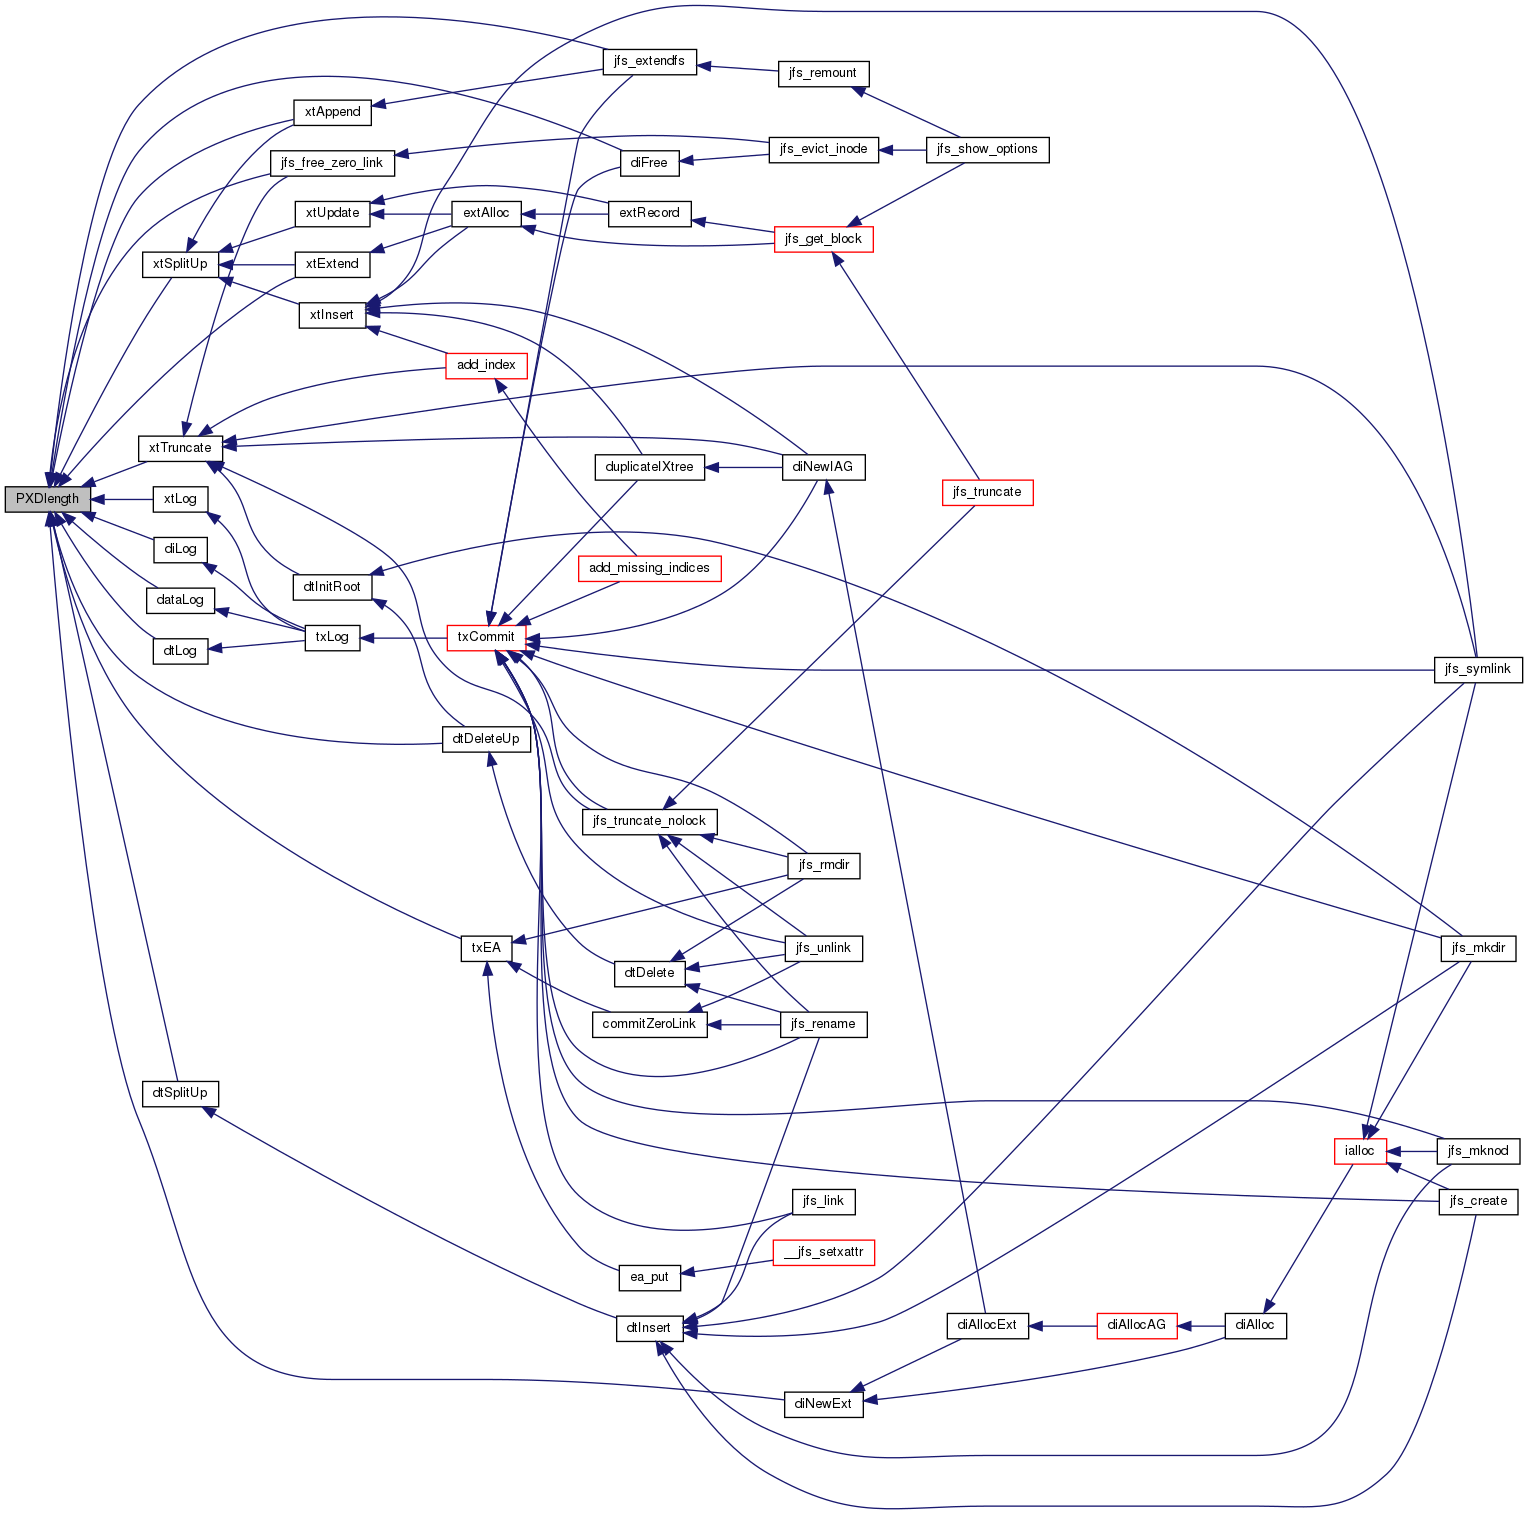 jfs_extendfs
jfs_remount
xtAppend
jfs_evict_inode
jfs_show_options
jfs_free_zero_link
diFree
xtUpdate
extAlloc
extRecord
jfs_get_block
xtSplitUp
xtExtend
xtInsert
add_index
xtTruncate
duplicateIXtree
diNewIAG
PXDlength
xtLog
jfs_truncate
diLog
add_missing_indices
dtInitRoot
dataLog
txLog
txCommit
dtLog
jfs_symlink
dtDeleteUp
jfs_truncate_nolock
jfs_rmdir
txEA
jfs_unlink
jfs_mkdir
dtDelete
commitZeroLink
jfs_rename
dtSplitUp
ialloc
jfs_mknod
jfs_link
jfs_create
__jfs_setxattr
ea_put
dtInsert
diAllocExt
diAllocAG
diAlloc
diNewExt